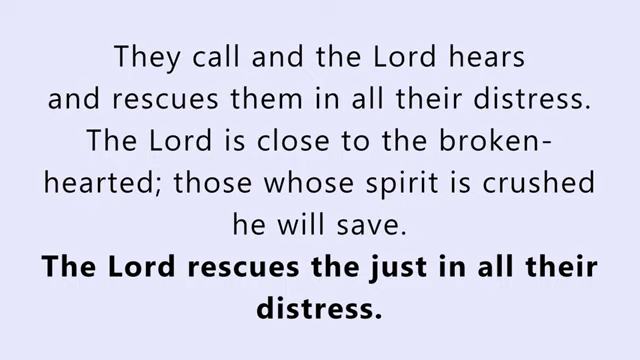 They call and the Lord hears
and rescues them in all their distress.
The Lord is close to the broken-
hearted; those whose spirit is crushed
he will save.
The Lord rescues the just in all their
distress.